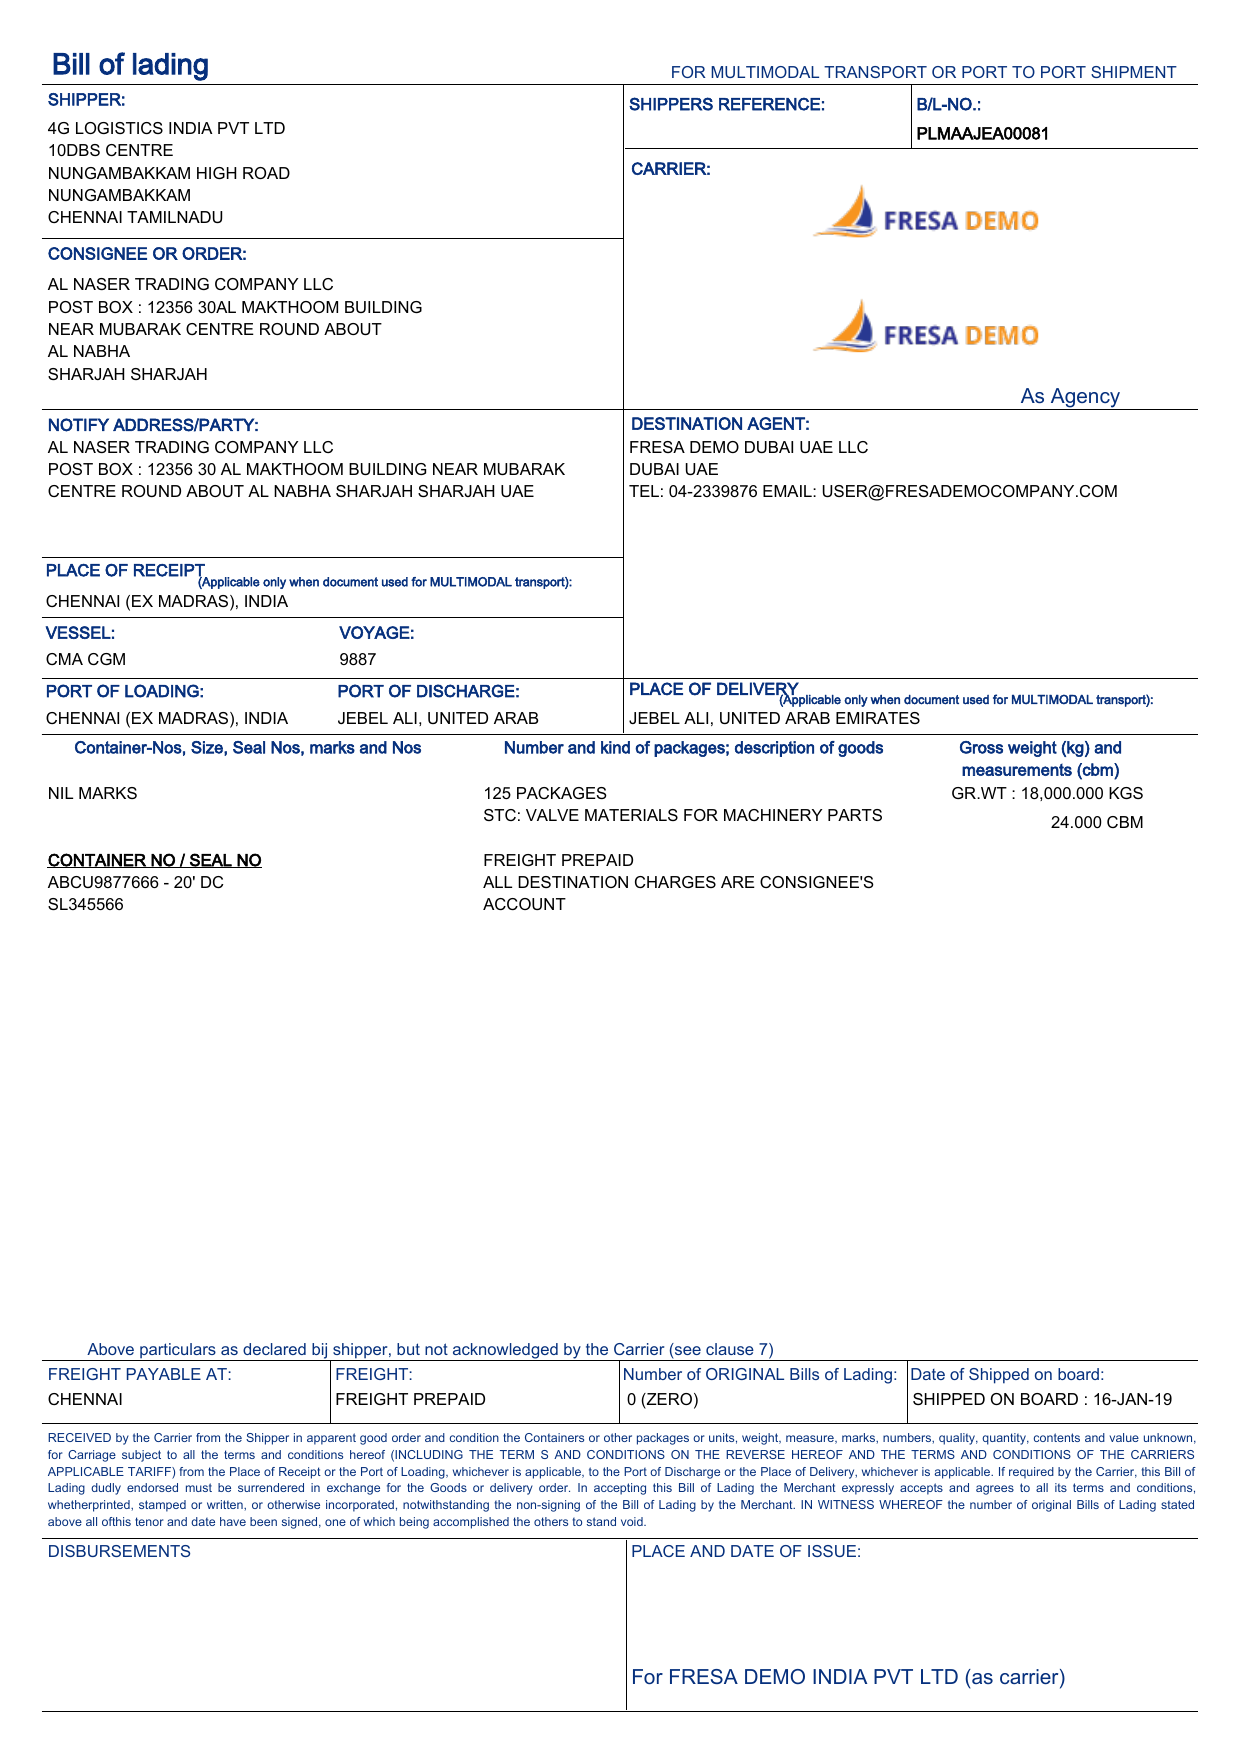 Bill of lading
FOR MULTIMODAL TRANSPORT OR PORT TO PORT SHIPMENT
SHIPPER:
4G LOGISTICS INDIA PVT LTD
10DBS CENTRE
NUNGAMBAKKAM HIGH ROAD
NUNGAMBAKKAM
CHENNAI TAMILNADU
SHIPPERS REFERENCE:
B/L-NO.:
PLMAAJEA00081
CARRIER:
FRESA DEMO
FRESA DEMO
As Agency
CONSIGNEE OR ORDER:
AL NASER TRADING COMPANY LLC
POST BOX : 12356 30AL MAKTHOOM BUILDING
NEAR MUBARAK CENTRE ROUND ABOUT
AL NABHA
SHARJAH SHARJAH
NOTIFY ADDRESS/PARTY:
AL NASER TRADING COMPANY LLC
POST BOX : 12356 30 AL MAKTHOOM BUILDING NEAR MUBARAK
CENTRE ROUND ABOUT AL NABHA SHARJAH SHARJAH UAE
DESTINATION AGENT:
FRESA DEMO DUBAI UAE LLC
DUBAI UAE
TEL: 04-2339876 EMAIL: USER@FRESADEMOCOMPANY.COM
PLACE OF RECEIPT
(Applicable only when document used for MULTIMODAL transport):
CHENNAI (EX MADRAS), INDIA
VESSEL: VOYAGE:
CMA CGM 9887
PORT OF LOADING: PORT OF DISCHARGE:
CHENNAI (EX MADRAS), INDIA JEBEL ALI, UNITED ARAB
PLACE OF DELIVERY
(Applicable only when document used for MULTIMODAL transport):
JEBEL ALI, UNITED ARAB EMIRATES
Container-Nos, Size, Seal Nos, marks and Nos
Number and kind of packages; description of goods
Gross weight (kg) and
measurements (cbm)
NIL MARKS
125 PACKAGES
STC: VALVE MATERIALS FOR MACHINERY PARTS
GR.WT : 18,000.000 KGS
24.000 CBM
CONTAINER NO / SEAL NO
ABCU9877666 - 20' DC
SL345566
FREIGHT PREPAID
ALL DESTINATION CHARGES ARE CONSIGNEE'S
ACCOUNT
Above particulars as declared bij shipper, but not acknowledged by the Carrier (see clause 7)
FREIGHT PAYABLE AT:
CHENNAI
FREIGHT:
FREIGHT PREPAID
Number of ORIGINAL Bills of Lading:
0 (ZERO)
Date of Shipped on board:
SHIPPED ON BOARD : 16-JAN-19
RECEIVED by the Carrier from the Shipper in apparent good order and condition the Containers or other packages or units, weight, measure, marks, numbers, quality, quantity, contents and value unknown,
for Carriage subject to all the terms and conditions hereof (INCLUDING THE TERM S AND CONDITIONS ON THE REVERSE HEREOF AND THE TERMS AND CONDITIONS OF THE CARRIERS
APPLICABLE TARIFF) from the Place of Receipt or the Port of Loading, whichever is applicable, to the Port of Discharge or the Place of Delivery, whichever is applicable. If required by the Carrier, this Bill of
Lading dudly endorsed must be surrendered in exchange for the Goods or delivery order. In accepting this Bill of Lading the Merchant expressly accepts and agrees to all its terms and conditions,
whetherprinted, stamped or written, or otherwise incorporated, notwithstanding the non-signing of the Bill of Lading by the Merchant. IN WITNESS WHEREOF the number of original Bills of Lading stated
above all ofthis tenor and date have been signed, one of which being accomplished the others to stand void.
DISBURSEMENTS
PLACE AND DATE OF ISSUE:
For FRESA DEMO INDIA PVT LTD (as carrier)